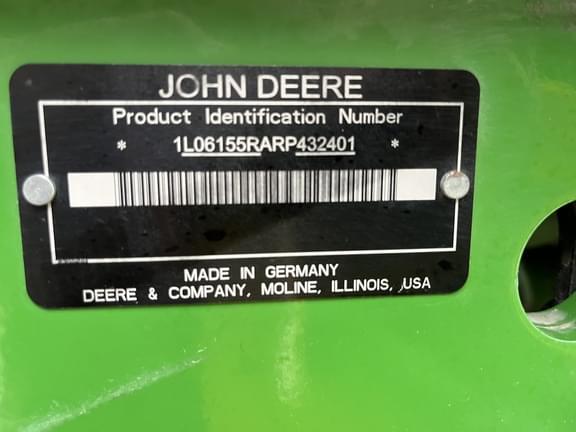 JOHN DEERE
Product Identification Number
* 1L06155RARP432401 *
MADE IN GERMANY
DEERE & COMPANY, MOLINE, ILLINOIS, USA